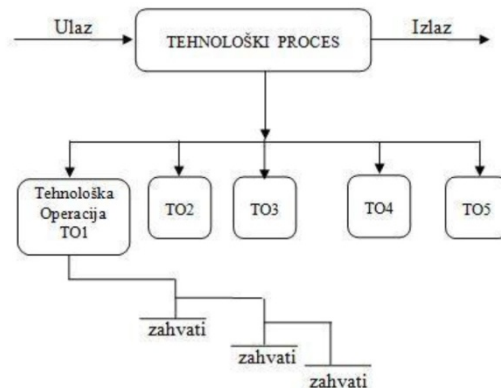 Ulaz
TEHNOLOŠKI PROCES
Izlaz
Tehnološka
Operacija
TO1
TO2
TO3
TO4
TO5
zahvati
zahvati
zahvati